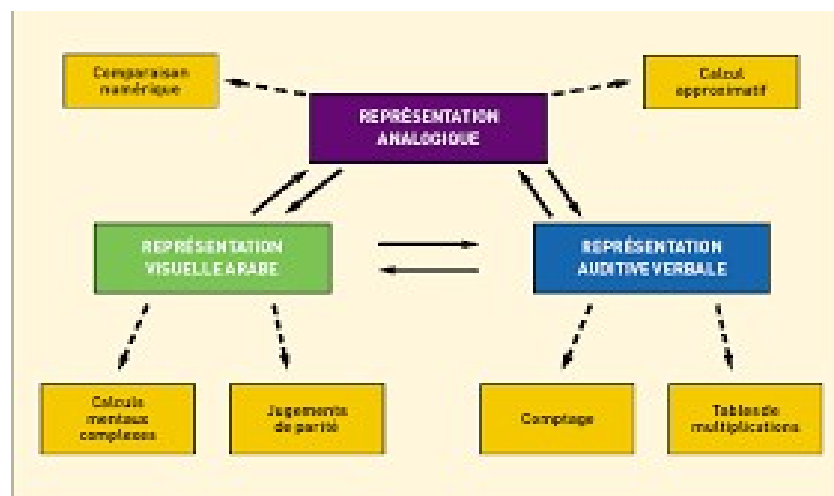 Comparaison
numérique
Calcul
approximatif
REPRÉSENTATION
ANALOGIQUE
REPRÉSENTATION
VISUELLE ARABE
REPRÉSENTATION
AUDITIVE VERBALE
Calculs
mentaux
complexes
Jugements
de parité
Comptage
Tables de
multiplications